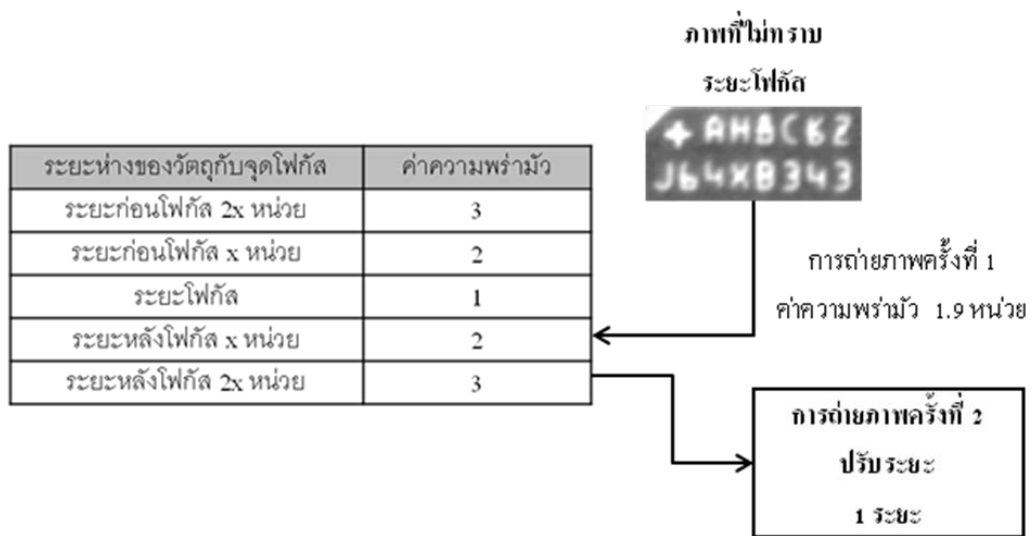 ภาพที่ไม่ทราบ
ระยะโฟกัส
AHBC62
J64XB343
ระยะห่างของวัตถุกับจุดโฟกัส ค่าความพร่ามัว
ระยะก่อนโฟกัส 2x หน่วย 3
ระยะก่อนโฟกัส x หน่วย 2
ระยะโฟกัส 1
ระยะหลังโฟกัส x หน่วย 2
ระยะหลังโฟกัส 2x หน่วย 3
การถ่ายภาพครั้งที่ 1
ค่าความพร่ามัว 1.9 หน่วย
การถ่ายภาพครั้งที่ 2
ปรับระยะ
1 ระยะ